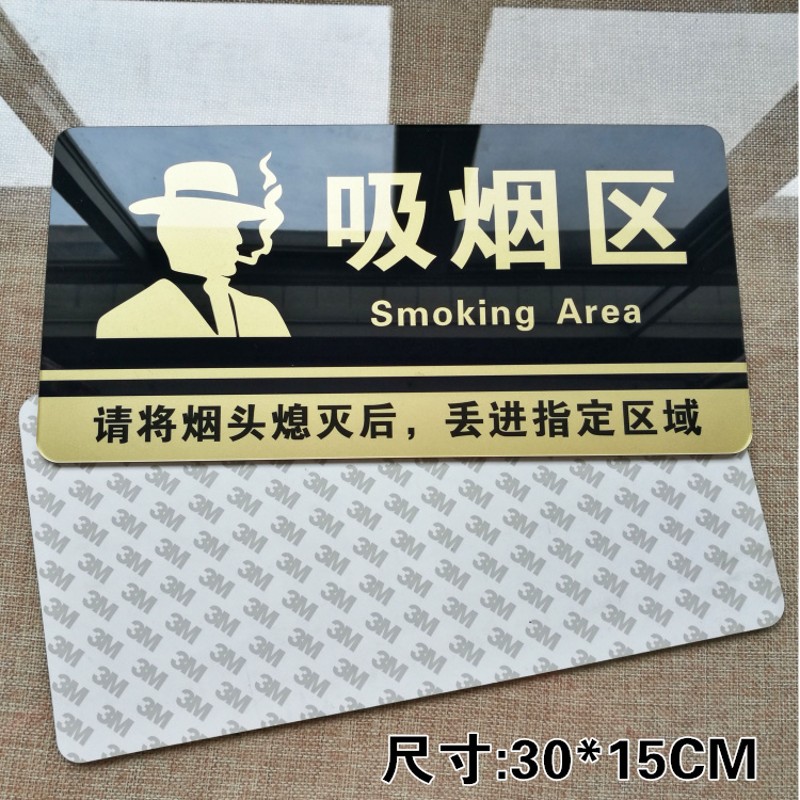 吸烟区
Smoking Area
请将烟头熄灭后，丢进指定区域
3M
尺寸:30*15CM